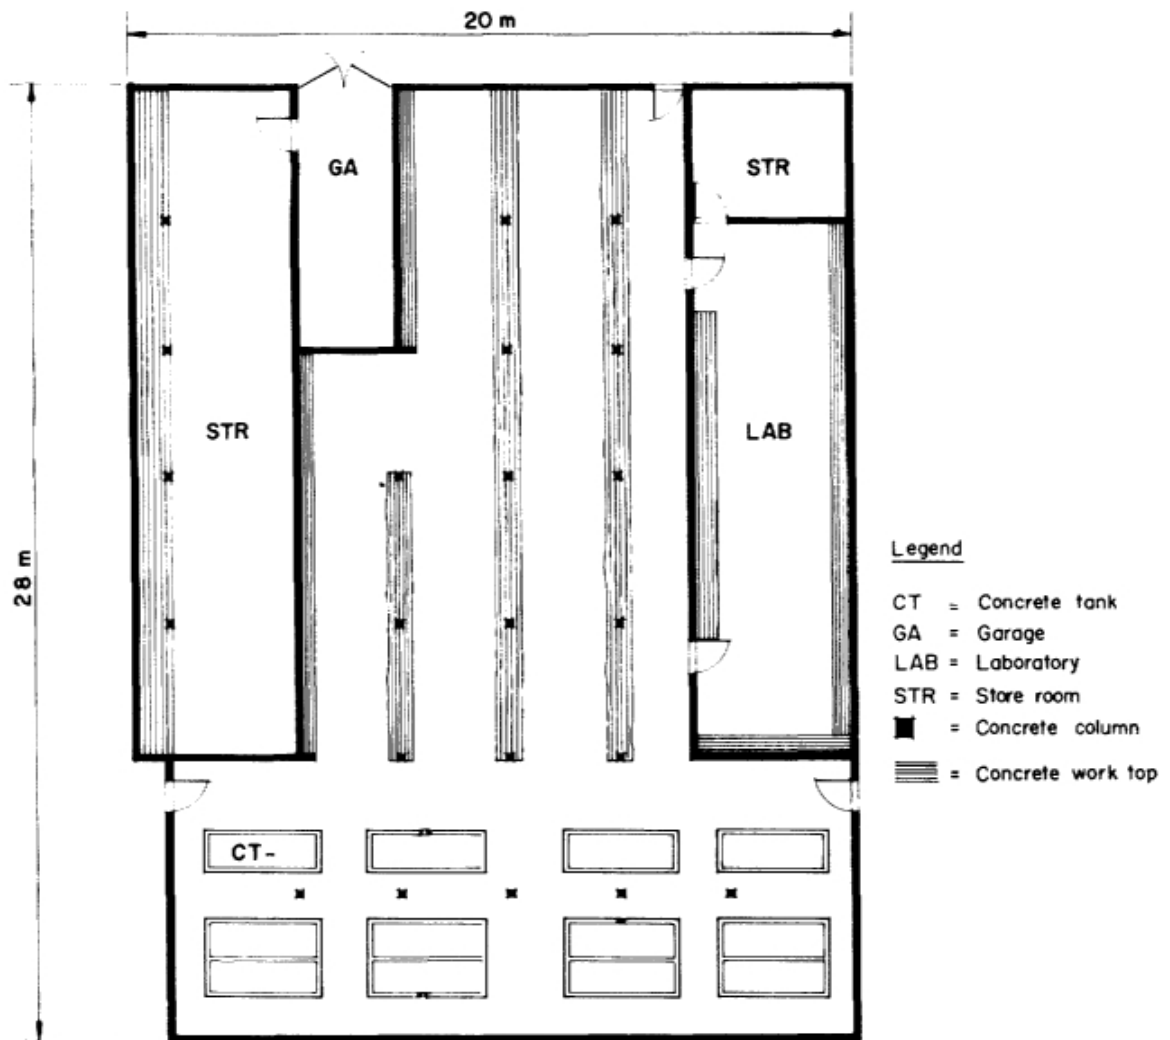 20 m
GA
STR
STR
LAB
28 m
CT-
Legend
CT = Concrete tank
GA = Garage
LAB = Laboratory
STR = Store room
= Concrete column
= Concrete work top